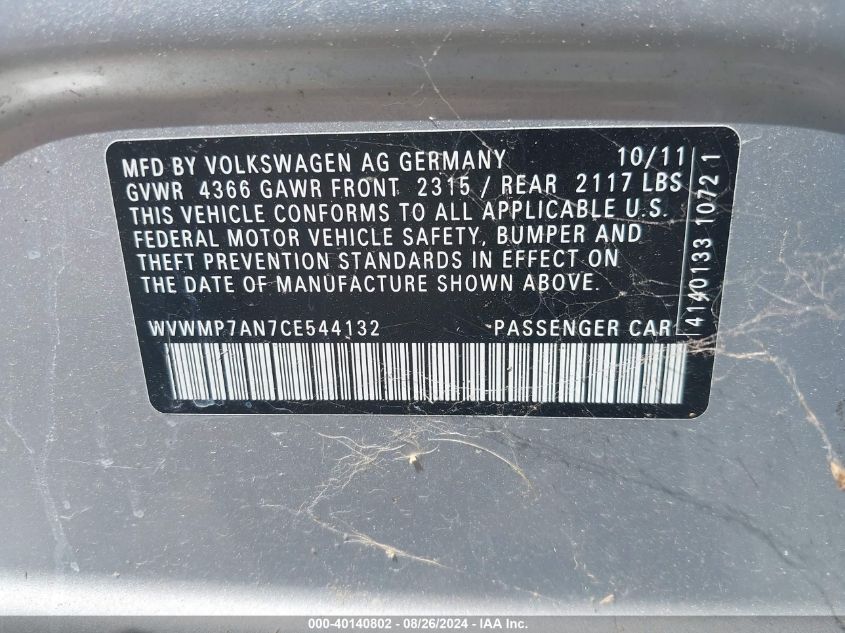 MFD BY VOLKSWAGEN AG GERMANY 10/11
GVWR 4366 GAWR FRONT 2315 / REAR 2117 LBS
THIS VEHICLE CONFORMS TO ALL APPLICABLE U.S.
FEDERAL MOTOR VEHICLE SAFETY, BUMPER AND
THEFT PREVENTION STANDARDS IN EFFECT ON
THE DATE OF MANUFACTURE SHOWN ABOVE.
WVWMP7AN7CE544132 PASSENGER CAR
4140133 10721
000-40140802 - 08/26/2024 - IAA Inc.